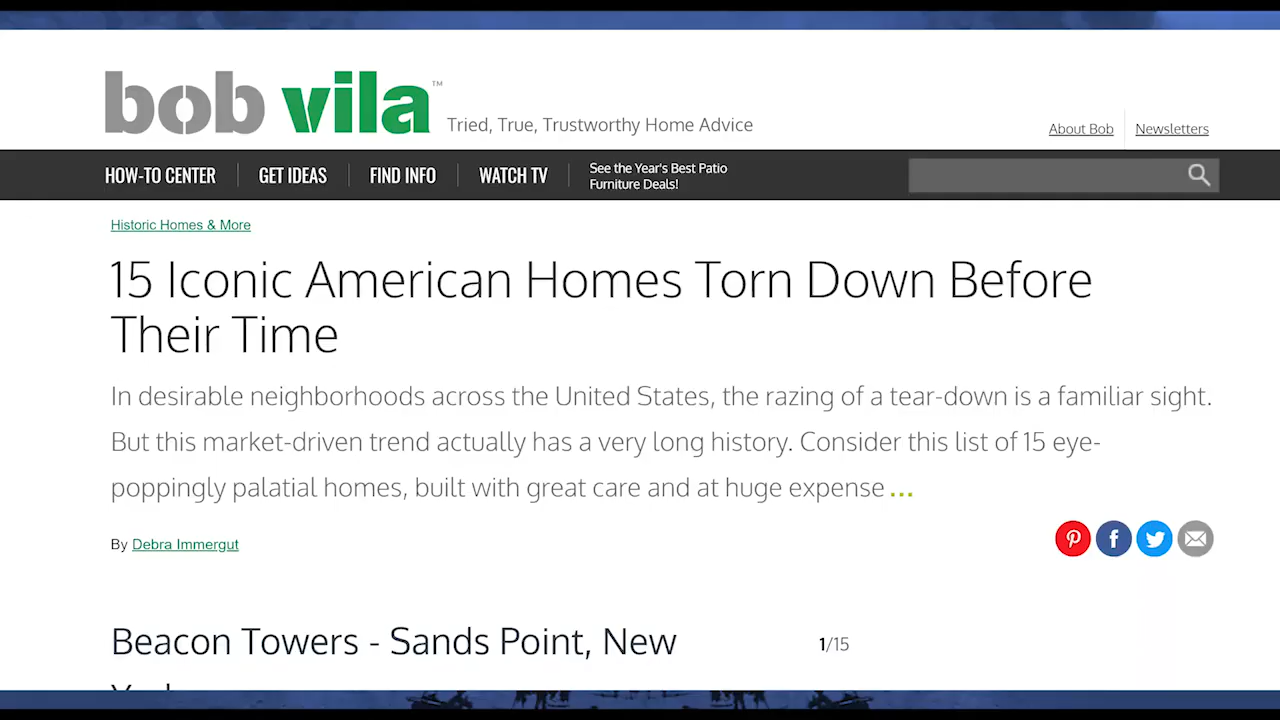 bob vila™
Tried, True, Trustworthy Home Advice
About Bob
Newsletters
HOW-TO CENTER
GET IDEAS
FIND INFO
WATCH TV
See the Year's Best Patio
Furniture Deals!
Historic Homes & More
15 Iconic American Homes Torn Down Before
Their Time
In desirable neighborhoods across the United States, the razing of a tear-down is a familiar sight.
But this market-driven trend actually has a very long history. Consider this list of 15 eye-
poppingly palatial homes, built with great care and at huge expense ...
By Debra Immergut
Beacon Towers - Sands Point, New
1/15